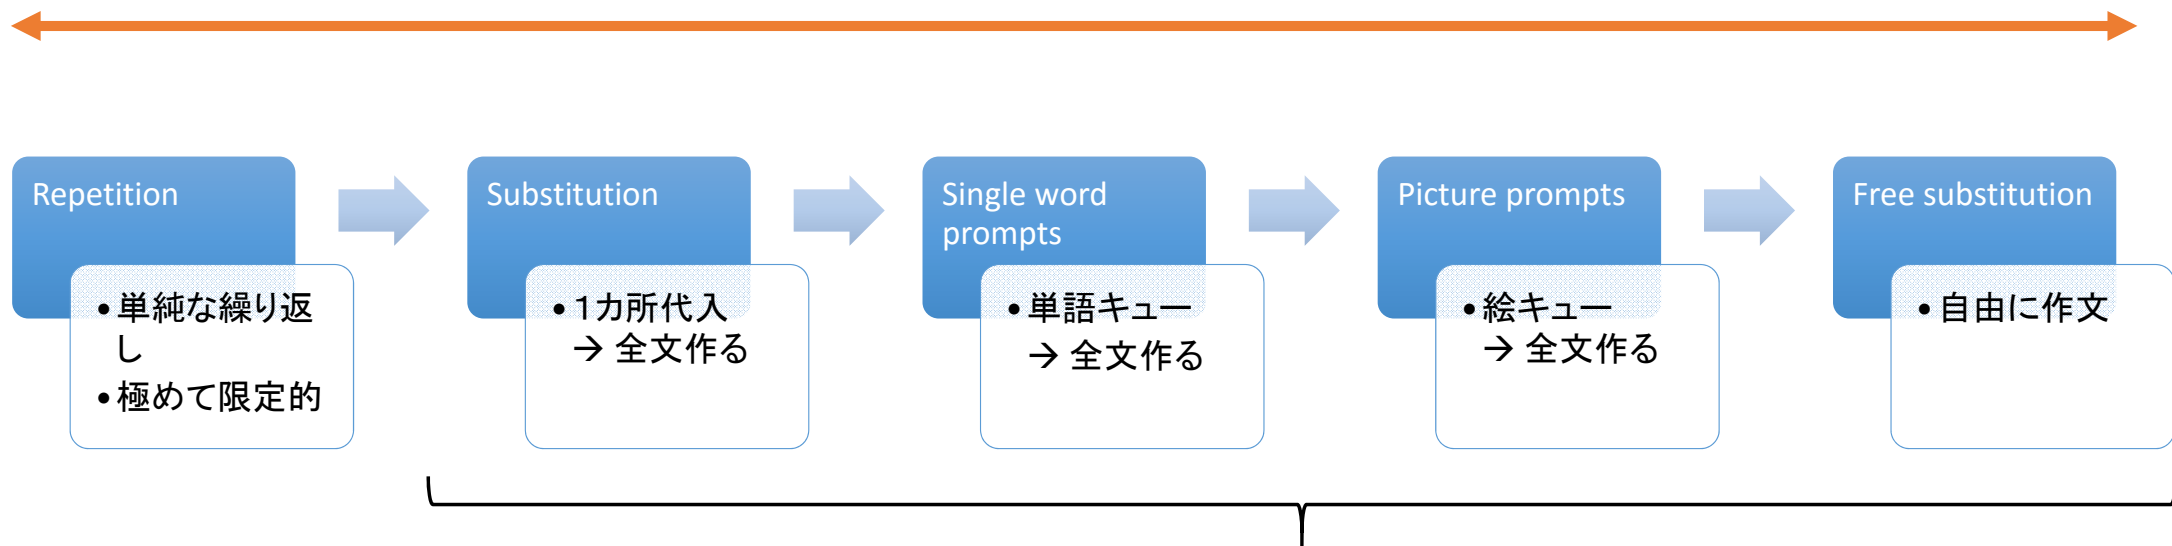 Repetition
• 単純な繰り返
し
• 極めて限定的
Substitution
• 1カ所代入
→ 全文作る
Single word
prompts
• 単語キュー
→ 全文作る
Picture prompts
• 絵キュー
→ 全文作る
Free substitution
• 自由に作文